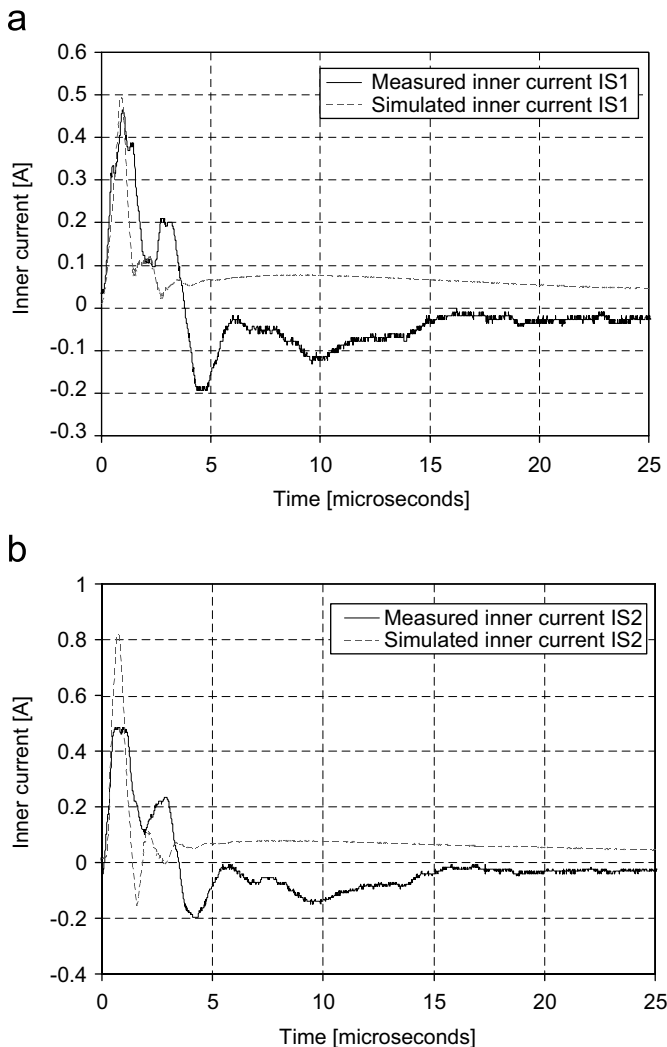 a
0.6
0.5
0.4
0.3
0.2
0.1
0
-0.1
-0.2
-0.3
Inner current [A]
Measured inner current IS1
Simulated inner current IS1
0 5 10 15 20 25
Time [microseconds]
b
1
0.8
0.6
0.4
0.2
0
-0.2
-0.4
Inner current [A]
Measured inner current IS2
Simulated inner current IS2
0 5 10 15 20 25
Time [microseconds]